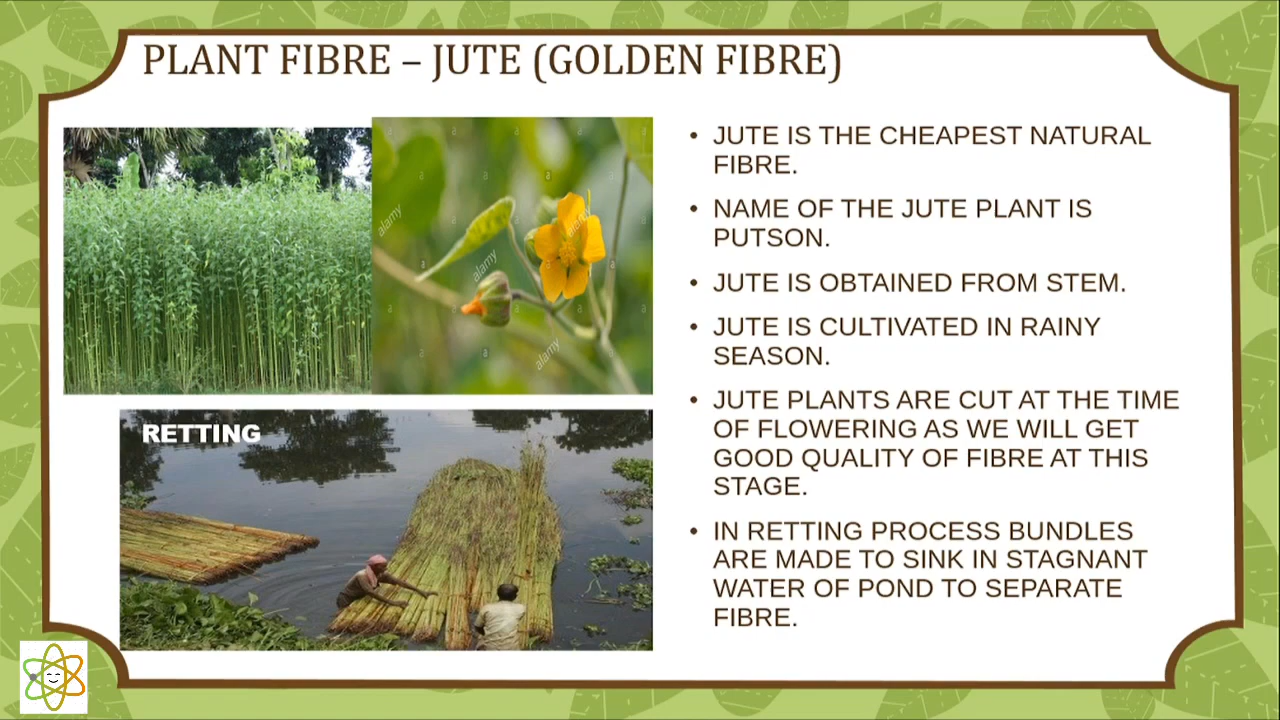 PLANT FIBRE – JUTE (GOLDEN FIBRE)
a a a a
a a a a
alamy
alamy
a a a a
alamy
a a a a
RETTING
• JUTE IS THE CHEAPEST NATURAL
FIBRE.
• NAME OF THE JUTE PLANT IS
PUTSON.
• JUTE IS OBTAINED FROM STEM.
• JUTE IS CULTIVATED IN RAINY
SEASON.
• JUTE PLANTS ARE CUT AT THE TIME
OF FLOWERING AS WE WILL GET
GOOD QUALITY OF FIBRE AT THIS
STAGE.
• IN RETTING PROCESS BUNDLES
ARE MADE TO SINK IN STAGNANT
WATER OF POND TO SEPARATE
FIBRE.